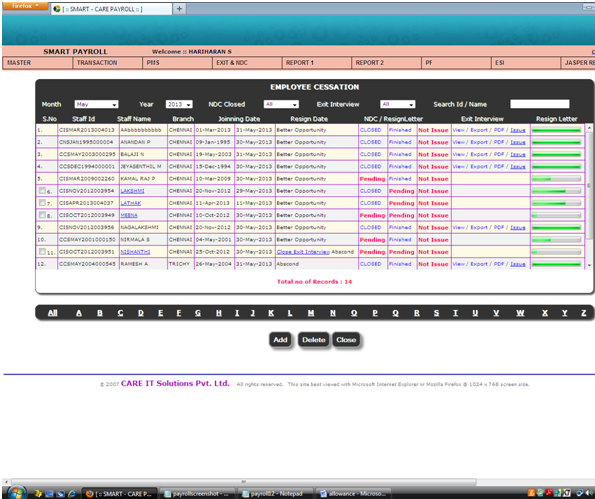 Firefox
[ :: SMART - CARE PAYROLL :: ]
+
SMART PAYROLL Welcome :: HARIHARAN S
MASTER TRANSACTION PMS EXIT & NDC REPORT 1 REPORT 2 PF ESI JASPER RE
EMPLOYEE CESSATION
Month May Year 2013 NDC Closed All Exit Interview All Search Id / Name
S.No Staff Id Staff Name Branch Joinning Date Resign Date NDC / ResignLetter Exit Interview Resign Letter
1. CISMAR2013004013 AAbbbbbbbbbb CHENNAI 01-Mar-2013 31-May-2013 Better Opportunity CLOSED Finished Not Issue View / Export / PDF / Issue
2. CNEJAN1995000004 ANANDAN P CHENNAI 09-Jan-1995 30-May-2013 Better Opportunity CLOSED Finished Not Issue View / Export / PDF / Issue
3. CCSMAY2003000295 BALAJI N CHENNAI 19-May-2003 31-May-2013 Better Opportunity CLOSED Finished Not Issue View / Export / PDF / Issue
4. CCSDEC1994000001 JEYASENTHIL M CHENNAI 15-Dec-1994 30-May-2013 Better Opportunity CLOSED Finished Not Issue View / Export / PDF / Issue
5. CISMAR2009002260 KAMAL RAJ P CHENNAI 10-Mar-2009 30-May-2013 Better Opportunity Pending Finished Not Issue
6. CISNOV2012003954 LAKSHMI CHENNAI 20-Nov-2012 29-May-2013 Better Opportunity CLOSED Pending Not Issue
7. CISAPR2013004037 LATHAK CHENNAI 11-Apr-2013 11-May-2013 Better Opportunity CLOSED Pending Not Issue
8. CISOCT2012003949 MEENA CHENNAI 10-Oct-2012 30-May-2013 Better Opportunity Pending Pending Not Issue
9. CISNOV2012003956 NAGALAKSHMI CHENNAI 20-Nov-2012 31-May-2013 Better Opportunity CLOSED Finished Not Issue View / Export / PDF / Issue
10. CCSMAY2001000150 NIRMALA S CHENNAI 04-May-2001 30-May-2013 Better Opportunity Pending Finished Not Issue
11. CISOCT2012003951 NISHANTHI CHENNAI 25-Oct-2012 30-May-2013 Close Exit Interview Abscond Pending Pending Not Issue
12. CCSMAY2004000545 RAMESH A TRICHY 26-May-2004 31-May-2013 Abscond CLOSED Finished Not Issue View / Export / PDF / Issue
Total no of Records : 14
All A B C D E F G H I J K L M N O P Q R S T U V W X Y Z
Add Delete Close
© 2007 CARE IT Solutions Pvt. Ltd. All rights reserved. This site best viewed with Microsoft Internet Explorer or Mozilla Firefox @ 1024 x 768 screen size.
[ :: SMART - CARE P... payrollscreenshot - ... payroll12 - Notepad allowance - Microso...